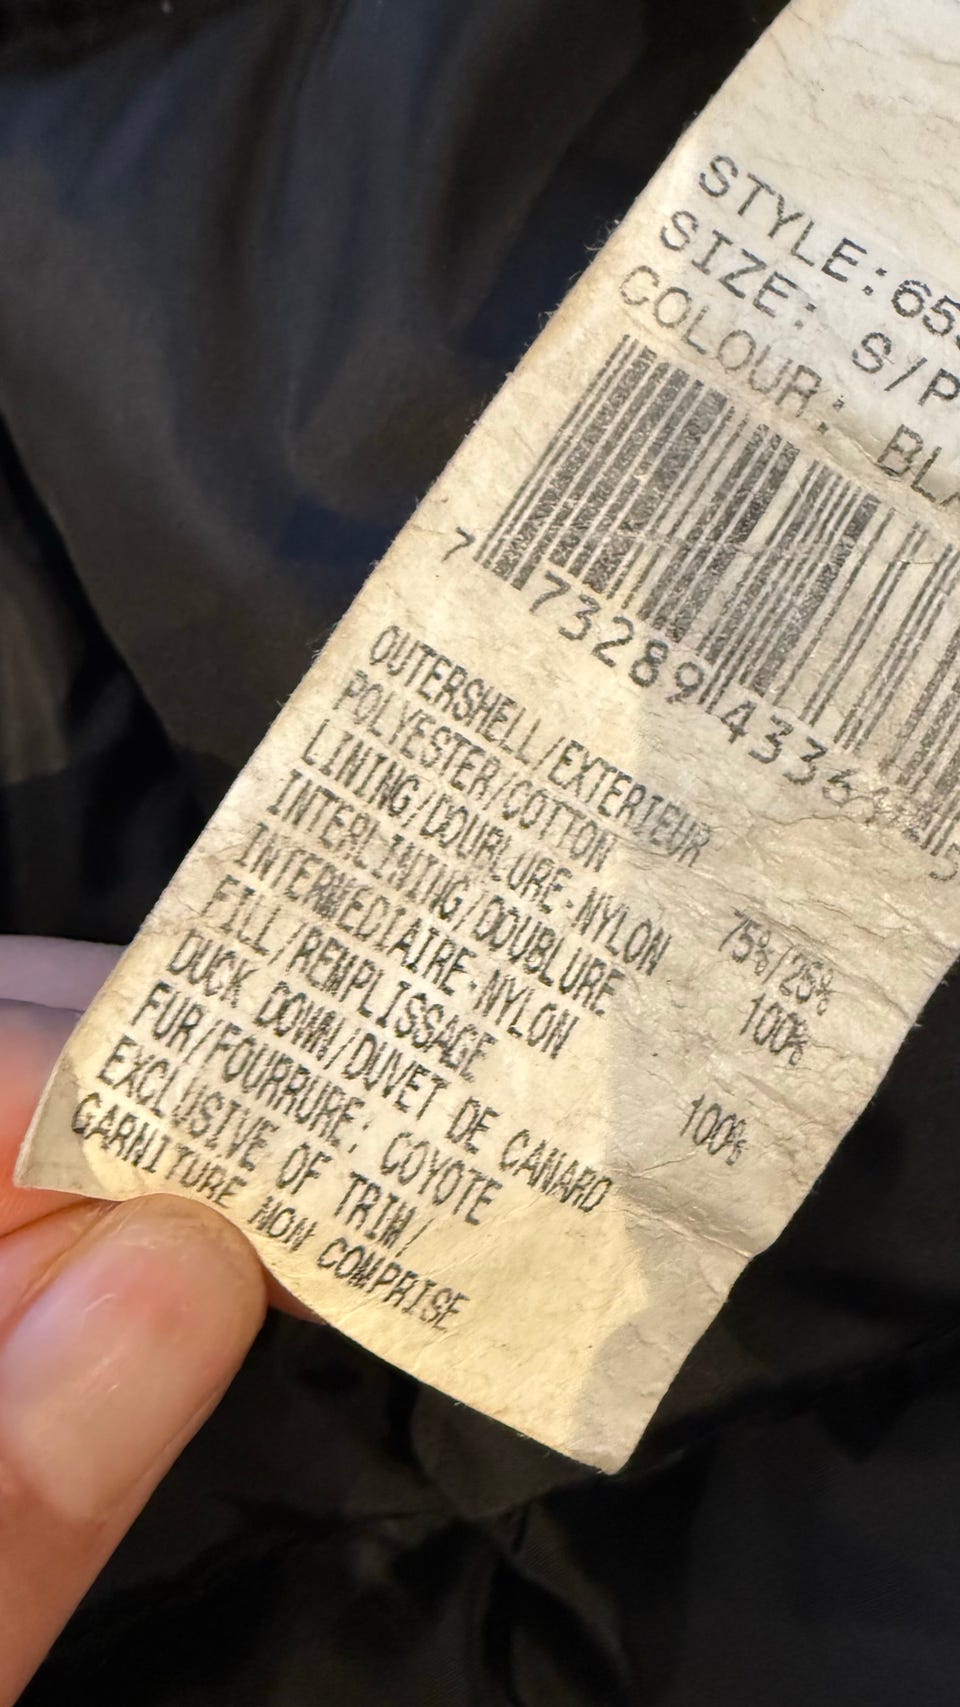 STYLE: 65
SIZE: S/P
COLOUR: BL
7 73289 4336
OUTERSHELL/EXTERIEUR
POLYESTER/COTTON 75%/25%
LINING/DOUBLURE-NYLON 100%
INTERLINING/DOUBLURE
INTERMEDIAIRE-NYLON 100%
FILL/REMPLISSAGE
DUCK DOWN/DUVET DE CANARD
FUR/FOURRURE: COYOTE
EXCLUSIVE OF TRIM/
GARNITURE NON COMPRISE